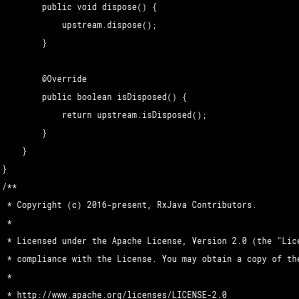 public void dispose() {
upstream.dispose();
}
@Override
public boolean isDisposed() {
return upstream.isDisposed();
}
}
}
/**
* Copyright (c) 2016-present, RxJava Contributors.
*
* Licensed under the Apache License, Version 2.0 (the "Lice
* compliance with the License. You may obtain a copy of the
*
* http://www.apache.org/licenses/LICENSE-2.0